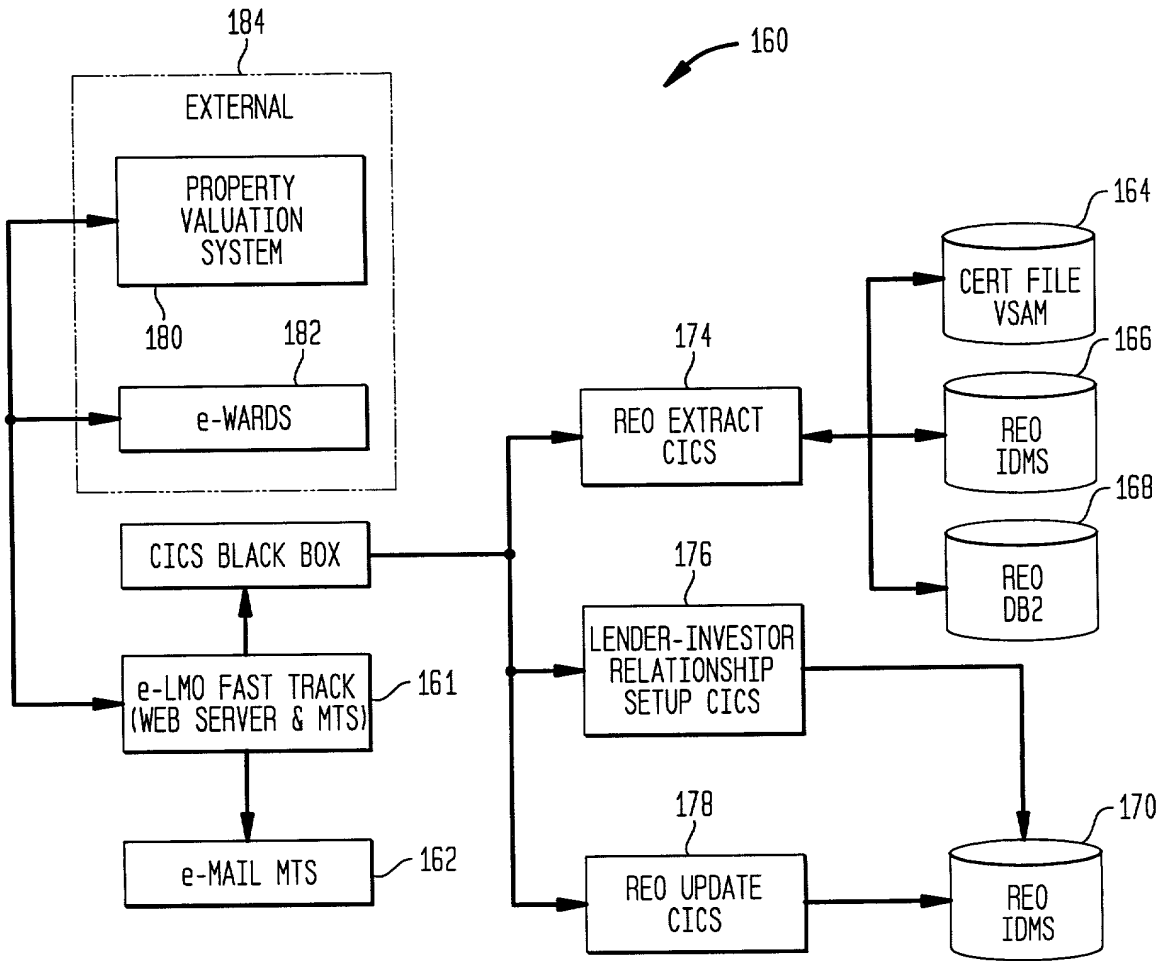 184
160
EXTERNAL
PROPERTY
VALUATION
SYSTEM
180
182
e-WARDS
CICS BLACK BOX
e-LMO FAST TRACK
(WEB SERVER & MTS)
161
e-MAIL MTS
162
174
REO EXTRACT
CICS
176
LENDER-INVESTOR
RELATIONSHIP
SETUP CICS
178
REO UPDATE
CICS
164
CERT FILE
VSAM
166
REO
IDMS
168
REO
DB2
170
REO
IDMS